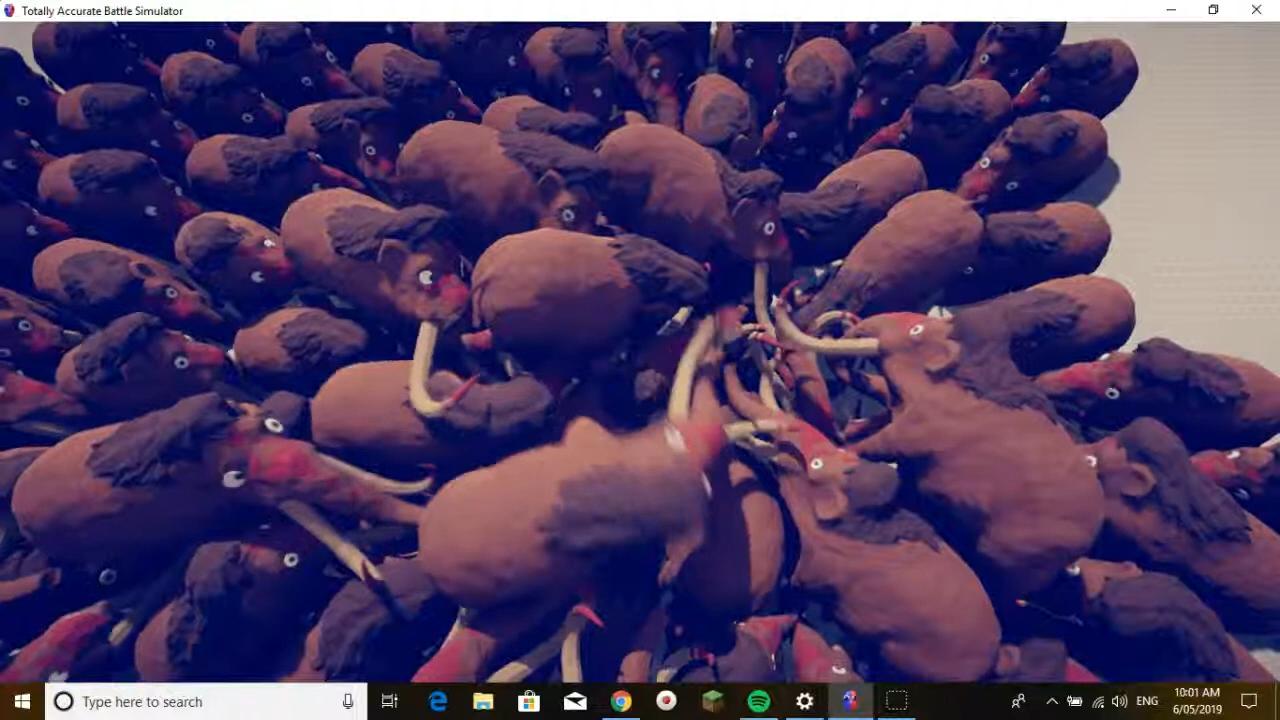 Totally Accurate Battle Simulator
Type here to search
ENG
10:01 AM
6/05/2019